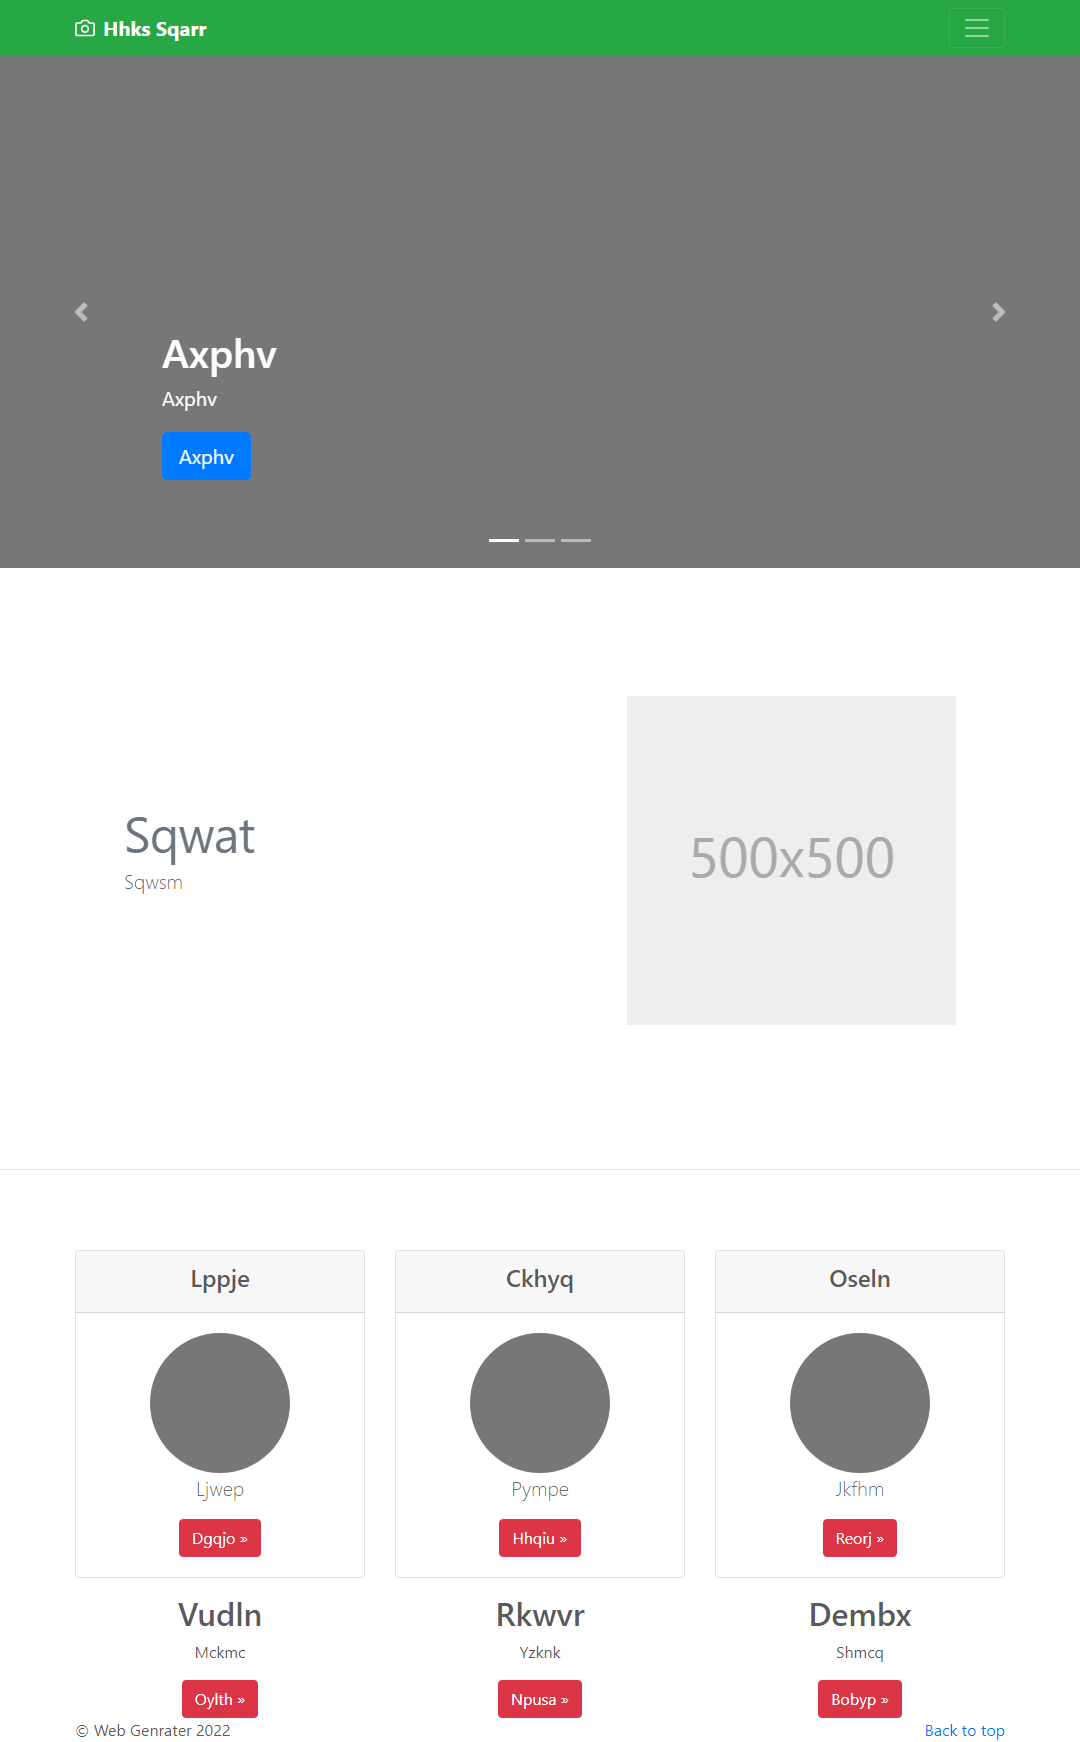 Hhks Sqarr
Axphv
Axphv
Axphv
Sqwat
Sqwsm
500x500
Lppje
Ljwep
Dgqjo »
Ckhyq
Pympe
Hhqiu »
Oseln
Jkfhm
Reorj »
Vudln
Mckmc
Oylth »
Rkwvr
Yzknk
Npusa »
Dembx
Shmcq
Bobyp »
© Web Genrater 2022
Back to top